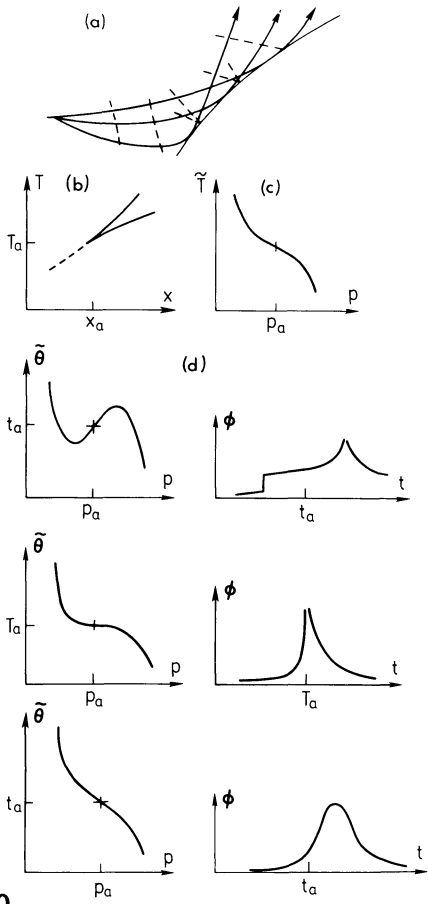 (a)
T
(b)
T̃
(c)
Tₐ
x
p
xₐ
pₐ
θ̃
(d)
tₐ
p
ϕ
t
pₐ
tₐ
θ̃
Tₐ
p
ϕ
t
pₐ
Tₐ
θ̃
tₐ
p
ϕ
t
pₐ
tₐ